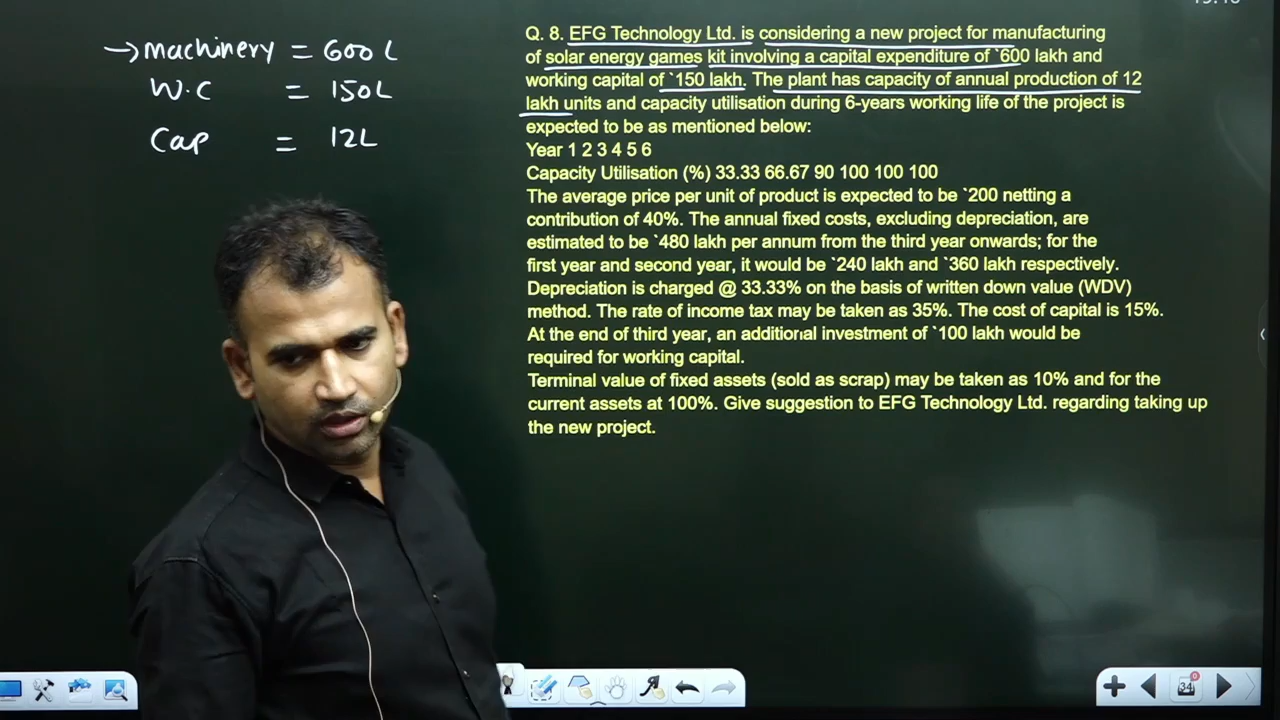 → machinery = 600 L
W.C = 150L
Cap = 12L
Q. 8. EFG Technology Ltd. is considering a new project for manufacturing
of solar energy games kit involving a capital expenditure of `600 lakh and
working capital of `150 lakh. The plant has capacity of annual production of 12
lakh units and capacity utilisation during 6-years working life of the project is
expected to be as mentioned below:
Year 1 2 3 4 5 6
Capacity Utilisation (%) 33.33 66.67 90 100 100 100
The average price per unit of product is expected to be `200 netting a
contribution of 40%. The annual fixed costs, excluding depreciation, are
estimated to be `480 lakh per annum from the third year onwards; for the
first year and second year, it would be `240 lakh and `360 lakh respectively.
Depreciation is charged @ 33.33% on the basis of written down value (WDV)
method. The rate of income tax may be taken as 35%. The cost of capital is 15%.
At the end of third year, an additional investment of `100 lakh would be
required for working capital.
Terminal value of fixed assets (sold as scrap) may be taken as 10% and for the
current assets at 100%. Give suggestion to EFG Technology Ltd. regarding taking up
the new project.
34